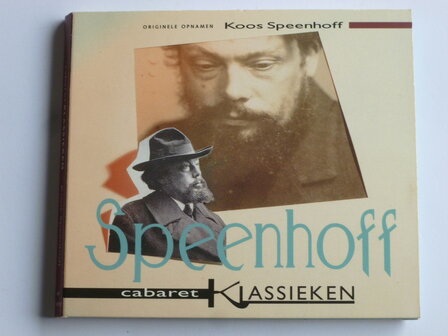 ORIGINELE OPNAMEN Koos Speenhoff
Speenhoff
cabaret KLASSIEKEN